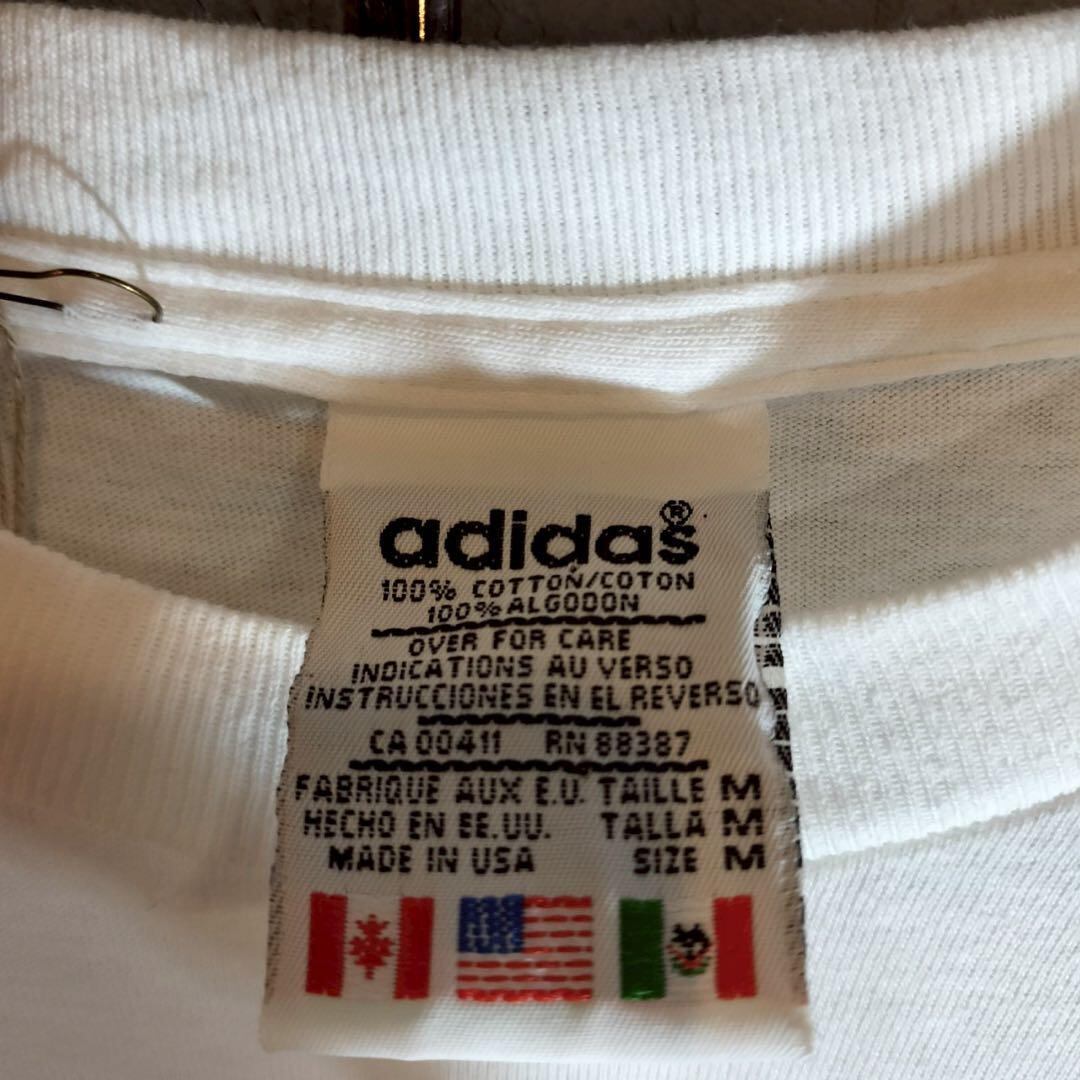 adidas®
100% COTTON/COTON
100% ALGODON
OVER FOR CARE
INDICATIONS AU VERSO
INSTRUCCIONES EN EL REVERSO
CA 00411 RN 88387
FABRIQUE AUX E.U. TAILLE M
HECHO EN EE.UU. TALLA M
MADE IN USA SIZE M